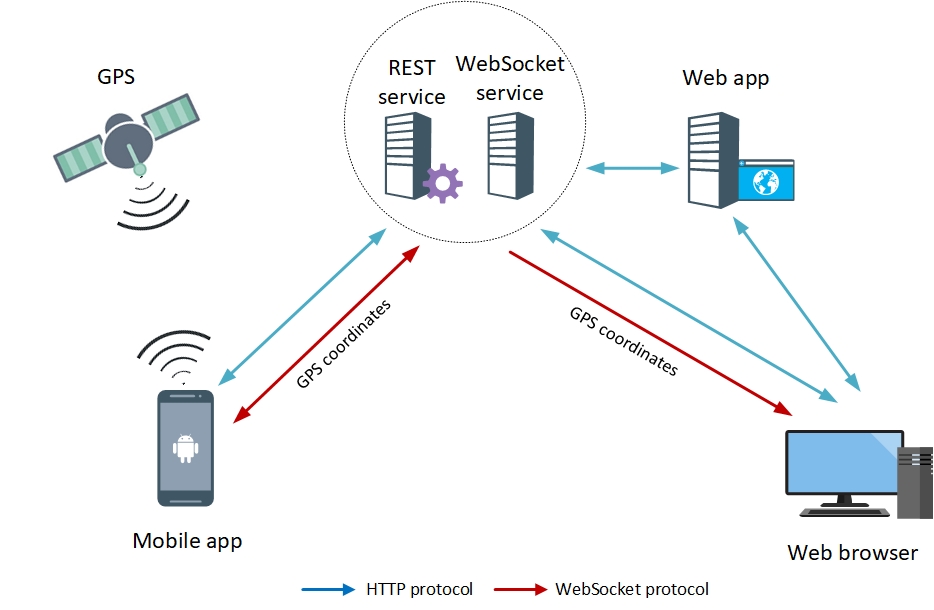 GPS
REST
service
WebSocket
service
Web app
GPS coordinates
GPS coordinates
Mobile app
Web browser
HTTP protocol
WebSocket protocol